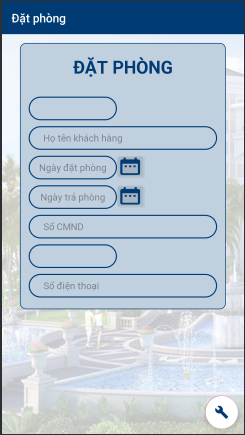 Đặt phòng
ĐẶT PHÒNG
Họ tên khách hàng
Ngày đặt phòng
Ngày trả phòng
Số CMND
Số điện thoại